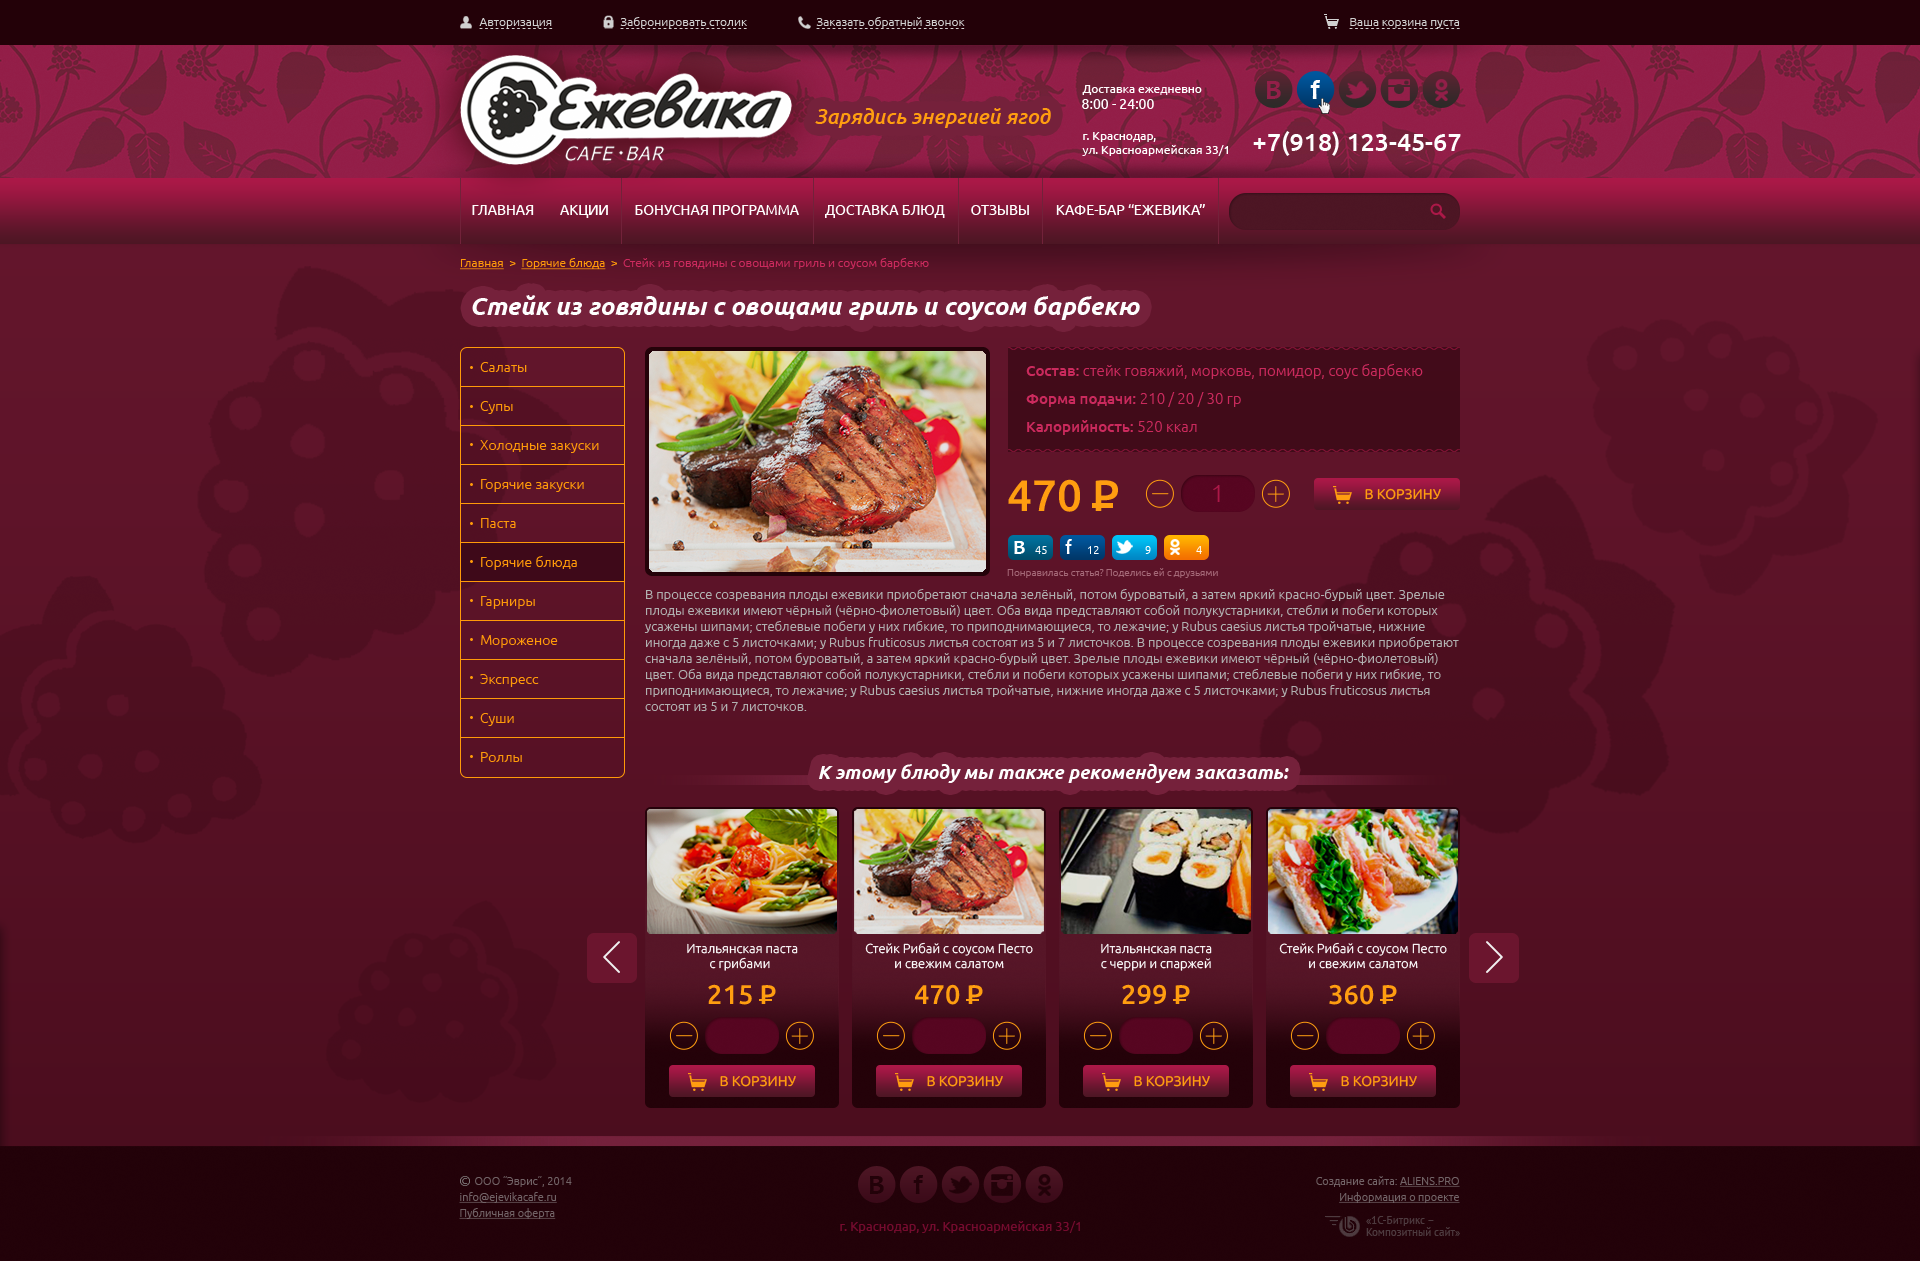 Авторизация
Забронировать столик
Заказать обратный звонок
Ваша корзина пуста
Ежевика
CAFE • BAR
Зарядись энергией ягод
Доставка ежедневно
8:00 - 24:00
г. Краснодар,
ул. Красноармейская 33/1
B f
+7(918) 123-45-67
ГЛАВНАЯ
АКЦИИ
БОНУСНАЯ ПРОГРАММА
ДОСТАВКА БЛЮД
ОТЗЫВЫ
КАФЕ-БАР “ЕЖЕВИКА”
Главная > Горячие блюда > Стейк из говядины с овощами гриль и соусом барбекю
Стейк из говядины с овощами гриль и соусом барбекю
• Салаты
• Супы
• Холодные закуски
• Горячие закуски
• Паста
• Горячие блюда
• Гарниры
• Мороженое
• Экспресс
• Суши
• Роллы
Состав: стейк говяжий, морковь, помидор, соус барбекю
Форма подачи: 210 / 20 / 30 гр
Калорийность: 520 ккал
470 ₽
1
В КОРЗИНУ
B 45
f 12
9
4
Понравилась статья? Поделись ей с друзьями
В процессе созревания плоды ежевики приобретают сначала зелёный, потом буроватый, а затем яркий красно-бурый цвет. Зрелые
плоды ежевики имеют чёрный (чёрно-фиолетовый) цвет. Оба вида представляют собой полукустарники, стебли и побеги которых
усажены шипами; стеблевые побеги у них гибкие, то приподнимающиеся, то лежачие; у Rubus caesius листья тройчатые, нижние
иногда даже с 5 листочками; у Rubus fruticosus листья состоят из 5 и 7 листочков. В процессе созревания плоды ежевики приобретают
сначала зелёный, потом буроватый, а затем яркий красно-бурый цвет. Зрелые плоды ежевики имеют чёрный (чёрно-фиолетовый)
цвет. Оба вида представляют собой полукустарники, стебли и побеги которых усажены шипами; стеблевые побеги у них гибкие, то
приподнимающиеся, то лежачие; у Rubus caesius листья тройчатые, нижние иногда даже с 5 листочками; у Rubus fruticosus листья
состоят из 5 и 7 листочков.
К этому блюду мы также рекомендуем заказать:
Итальянская паста
с грибами
215 ₽
В КОРЗИНУ
Стейк Рибай с соусом Песто
и свежим салатом
470 ₽
В КОРЗИНУ
Итальянская паста
с черри и спаржей
299 ₽
В КОРЗИНУ
Стейк Рибай с соусом Песто
и свежим салатом
360 ₽
В КОРЗИНУ
© ООО “Эврис”, 2014
info@ejevikacafe.ru
Публичная оферта
B f
г. Краснодар, ул. Красноармейская 33/1
Создание сайта: ALIENS.PRO
Информация о проекте
«1С-Битрикс –
Композитный сайт»